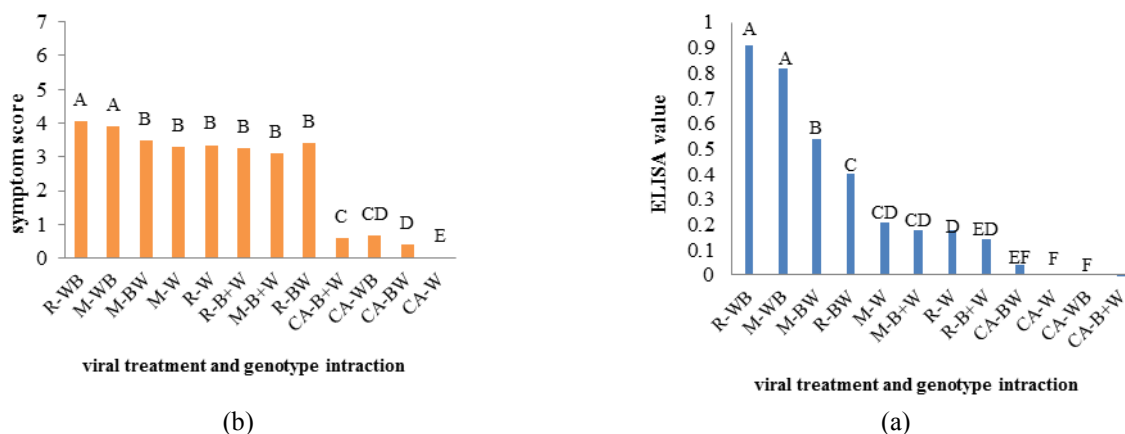 7
6
5
4
3
2
1
0
symptom score
A A B B B B B B C CD D E
R-WB M-WB M-BW M-W R-W R-B+W M-B+W R-BW CA-B+W CA-WB CA-BW CA-W
viral treatment and genotype intraction
(b)
1
0.9
0.8
0.7
0.6
0.5
0.4
0.3
0.2
0.1
0
ELISA value
A A B C CD CD D ED EF F F
R-WB M-WB M-BW R-BW M-W M-B+W R-W R-B+W CA-BW CA-W CA-WB CA-B+W
viral treatment and genotype intraction
(a)